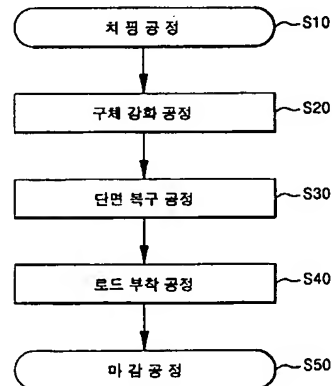 치 핑 공 정 S10
구체 강화 공정 S20
단면 복구 공정 S30
로드 부착 공정 S40
마 감 공 정 S50